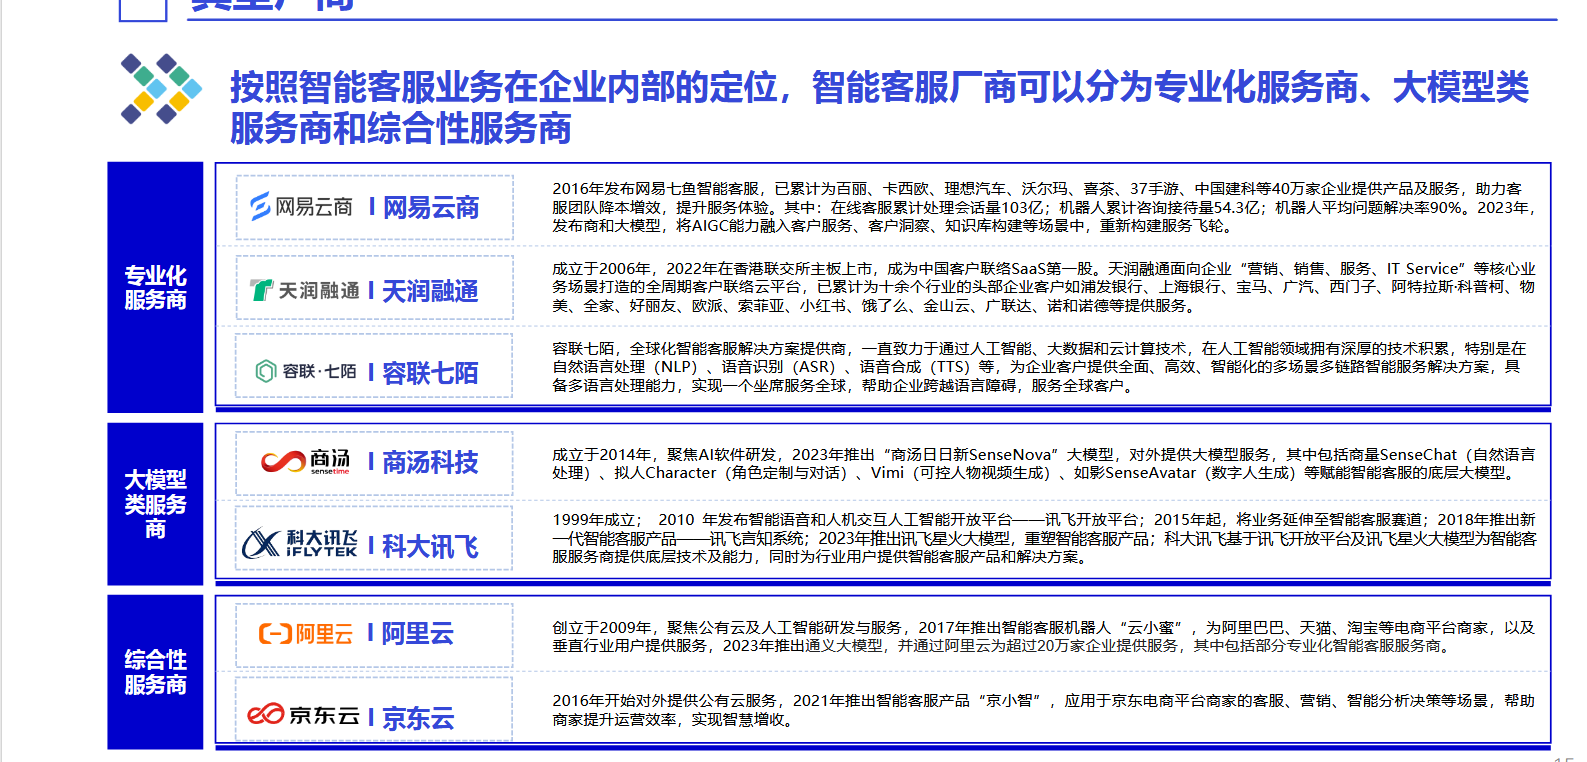 典型厂商
按照智能客服业务在企业内部的定位，智能客服厂商可以分为专业化服务商、大模型类
服务商和综合性服务商
专业化
服务商
网易云商 | 网易云商
2016年发布网易七鱼智能客服，已累计为百丽、卡西欧、理想汽车、沃尔玛、喜茶、37手游、中国建科等40万家企业提供产品及服务，助力客
服团队降本增效，提升服务体验。其中：在线客服累计处理会话量103亿；机器人累计咨询接待量54.3亿；机器人平均问题解决率90%。2023年，
发布商和大模型，将AIGC能力融入客户服务、客户洞察、知识库构建等场景中，重新构建服务飞轮。
天润融通 | 天润融通
成立于2006年，2022年在香港联交所主板上市，成为中国客户联络SaaS第一股。天润融通面向企业“营销、销售、服务、IT Service”等核心业
务场景打造的全周期客户联络云平台，已累计为十余个行业的头部企业客户如浦发银行、上海银行、宝马、广汽、西门子、阿特拉斯·科普柯、物
美、全家、好丽友、欧派、索菲亚、小红书、饿了么、金山云、广联达、诺和诺德等提供服务。
容联·七陌 | 容联七陌
容联七陌，全球化智能客服解决方案提供商，一直致力于通过人工智能、大数据和云计算技术，在人工智能领域拥有深厚的技术积累，特别是在
自然语言处理（NLP）、语音识别（ASR）、语音合成（TTS）等，为企业客户提供全面、高效、智能化的多场景多链路智能服务解决方案，具
备多语言处理能力，实现一个坐席服务全球，帮助企业跨越语言障碍，服务全球客户。
大模型
类服务
商
商汤 sensetime | 商汤科技
成立于2014年，聚焦AI软件研发，2023年推出“商汤日日新SenseNova”大模型，对外提供大模型服务，其中包括商量SenseChat（自然语言
处理）、拟人Character（角色定制与对话）、Vimi（可控人物视频生成）、如影SenseAvatar（数字人生成）等赋能智能客服的底层大模型。
科大讯飞 iFLYTEK | 科大讯飞
1999年成立； 2010 年发布智能语音和人机交互人工智能开放平台——讯飞开放平台；2015年起，将业务延伸至智能客服赛道；2018年推出新
一代智能客服产品——讯飞言知系统；2023年推出讯飞星火大模型，重塑智能客服产品；科大讯飞基于讯飞开放平台及讯飞星火大模型为智能客
服服务商提供底层技术及能力，同时为行业用户提供智能客服产品和解决方案。
综合性
服务商
阿里云 | 阿里云
创立于2009年，聚焦公有云及人工智能研发与服务，2017年推出智能客服机器人“云小蜜”，为阿里巴巴、天猫、淘宝等电商平台商家，以及
垂直行业用户提供服务，2023年推出通义大模型，并通过阿里云为超过20万家企业提供服务，其中包括部分专业化智能客服服务商。
京东云 | 京东云
2016年开始对外提供公有云服务，2021年推出智能客服产品“京小智”，应用于京东电商平台商家的客服、营销、智能分析决策等场景，帮助
商家提升运营效率，实现智慧增收。